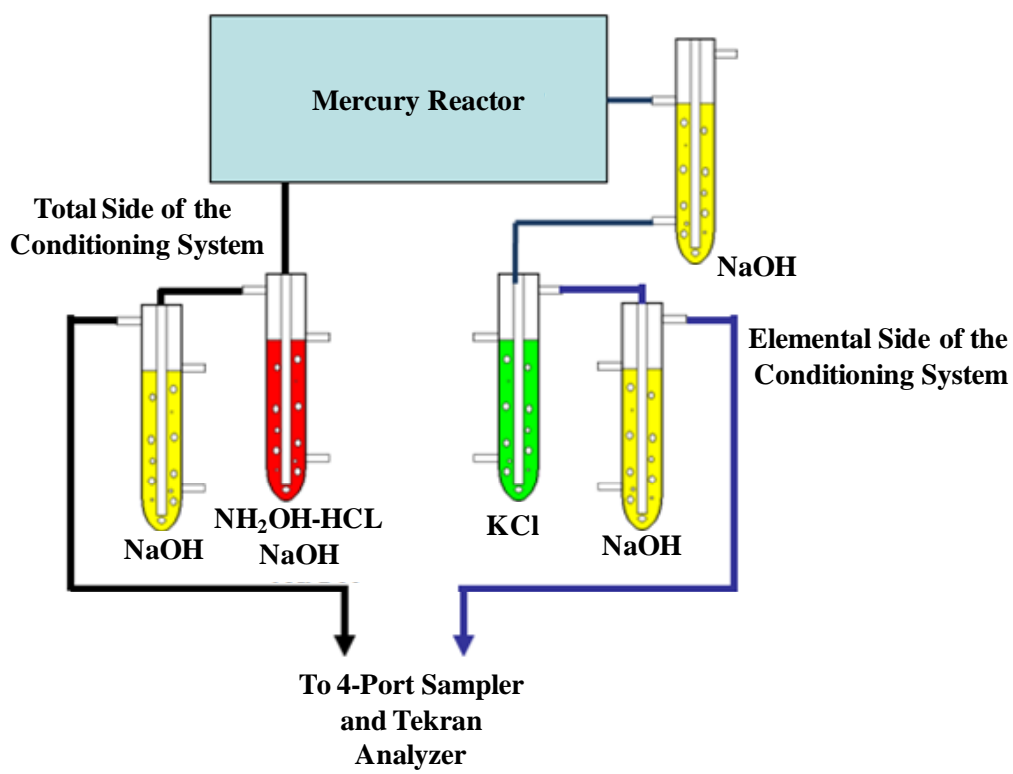 Mercury Reactor
Total Side of the
Conditioning System
NaOH
Elemental Side of the
Conditioning System
NaOH
NH₂OH-HCL
NaOH
KCl
NaOH
To 4-Port Sampler
and Tekran
Analyzer